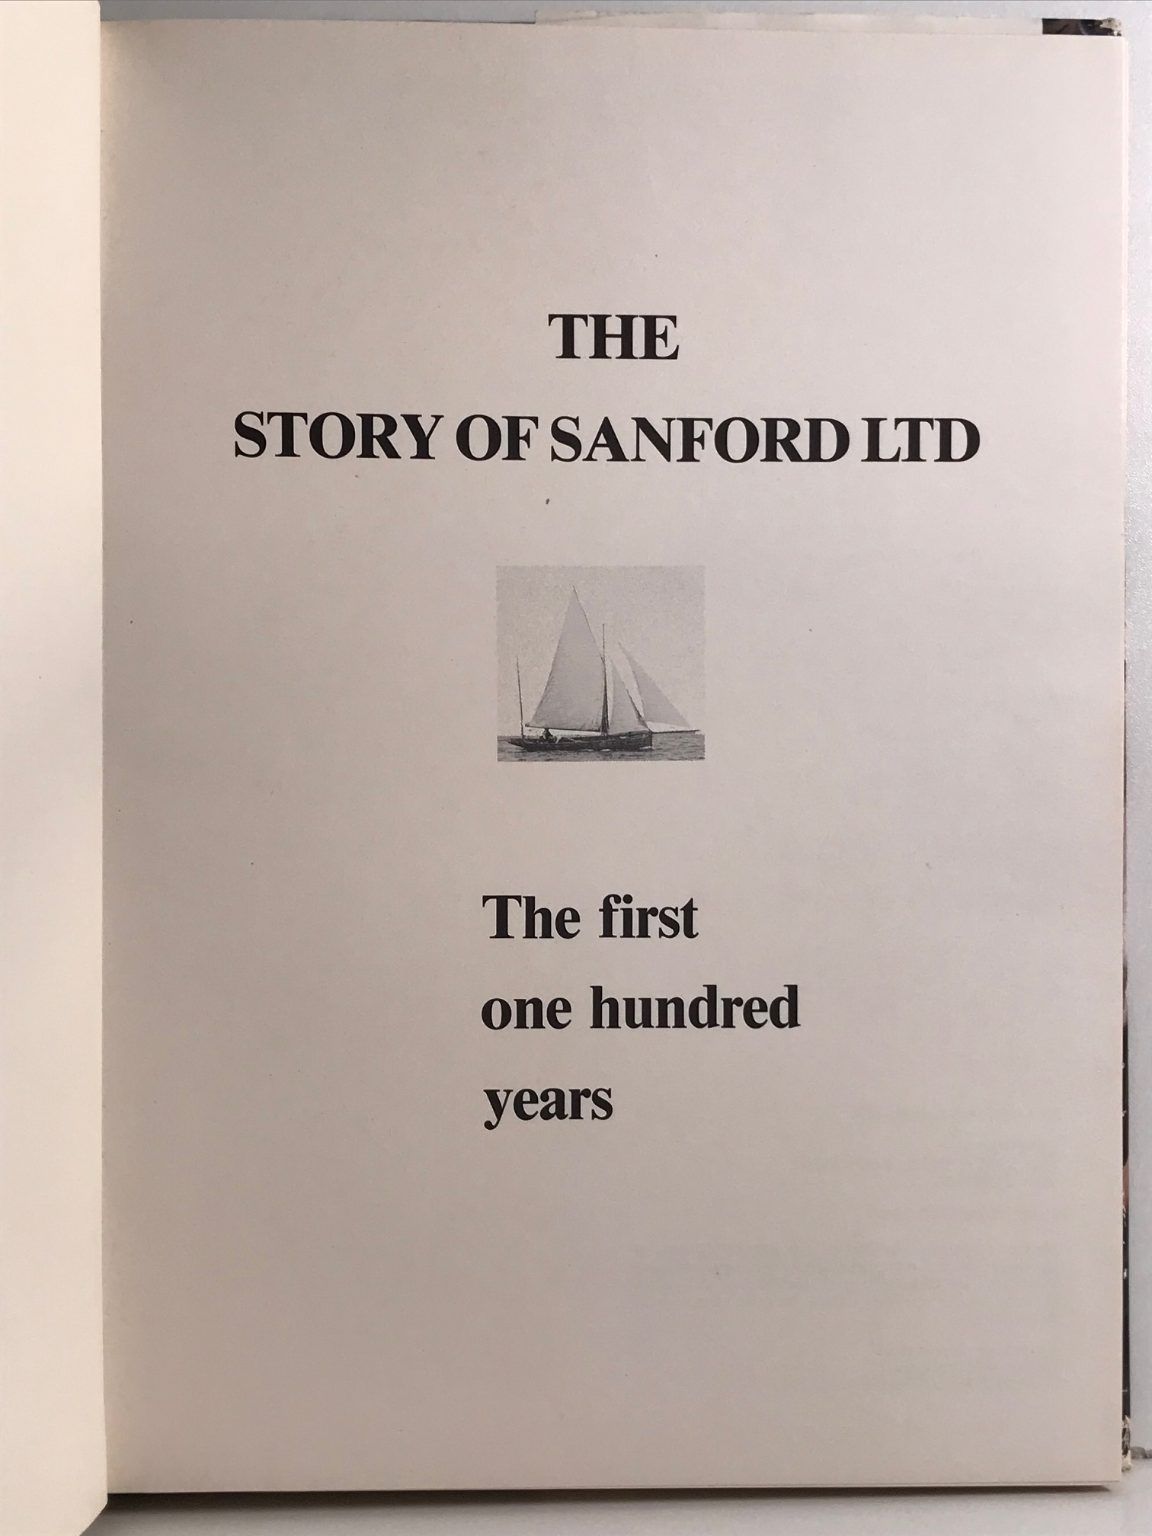 THE
STORY OF SANFORD LTD
The first
one hundred
years